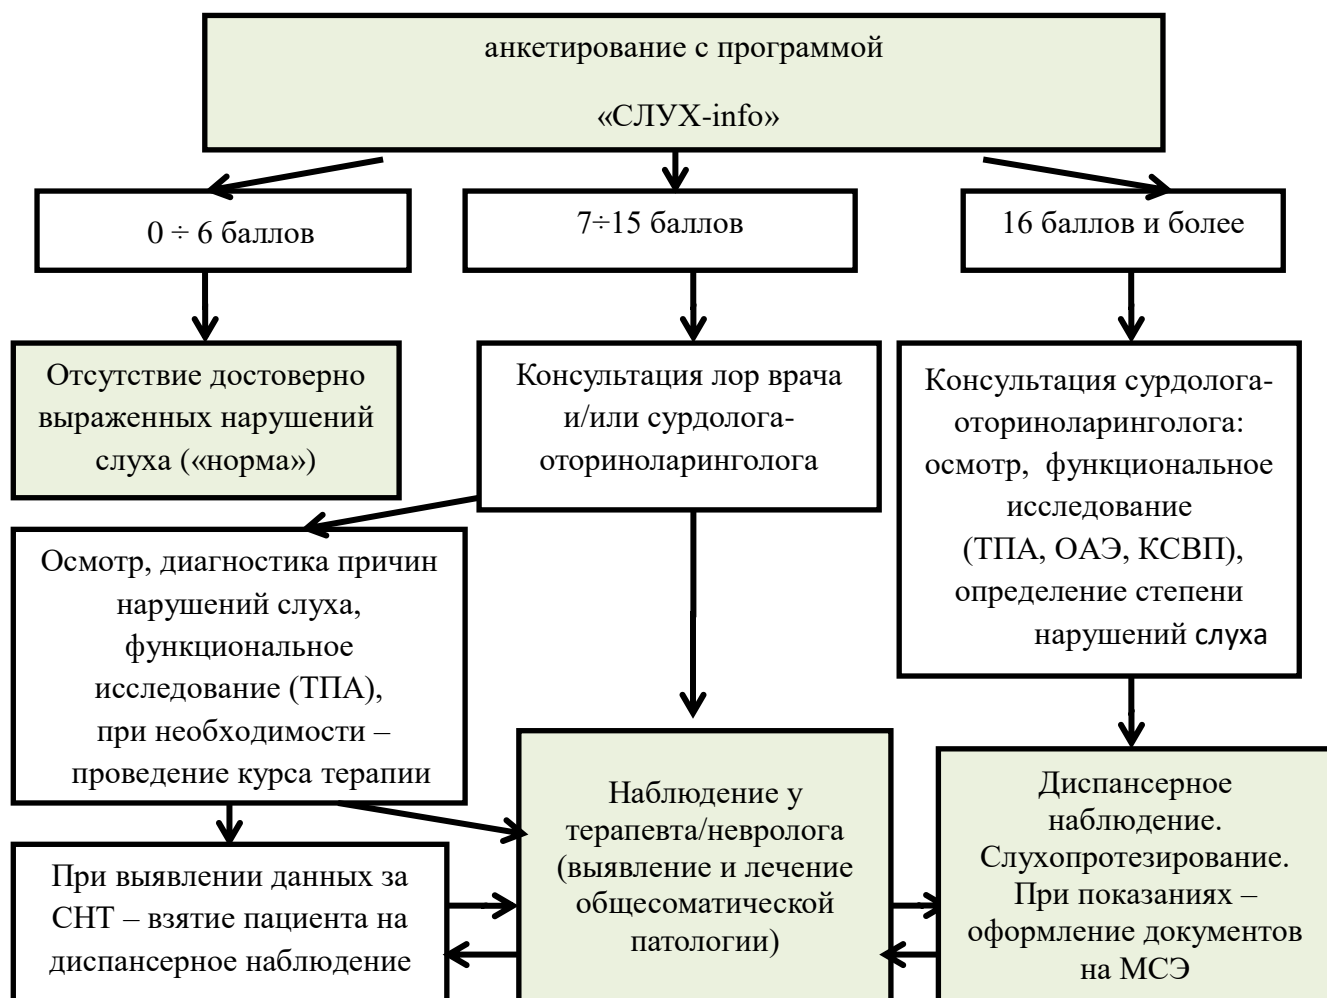 анкетирование с программой
«СЛУХ-info»
0 ÷ 6 баллов
7÷15 баллов
16 баллов и более
Отсутствие достоверно
выраженных нарушений
слуха («норма»)
Консультация лор врача
и/или сурдолога-
оториноларинголога
Консультация сурдолога-
оториноларинголога:
осмотр, функциональное
исследование
(ТПА, ОАЭ, КСВП),
определение степени
нарушений слуха
Осмотр, диагностика причин
нарушений слуха,
функциональное
исследование (ТПА),
при необходимости –
проведение курса терапии
При выявлении данных за
СНТ – взятие пациента на
диспансерное наблюдение
Наблюдение у
терапевта/невролога
(выявление и лечение
общесоматической
патологии)
Диспансерное
наблюдение.
Слухопротезирование.
При показаниях –
оформление документов
на МСЭ